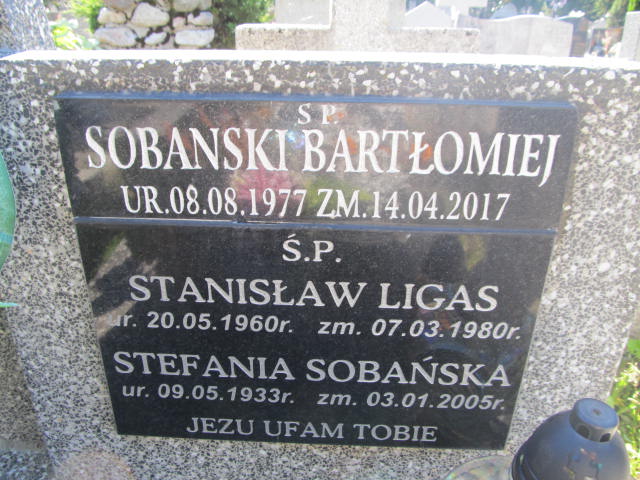 S P.
SOBANSKI BARTŁOMIEJ
UR.08.08.1977 ZM.14.04.2017
Ś.P.
STANISŁAW LIGAS
ur. 20.05.1960r. zm. 07.03.1980r.
STEFANIA SOBAŃSKA
ur. 09.05.1933r. zm. 03.01.2005r.
JEZU UFAM TOBIE